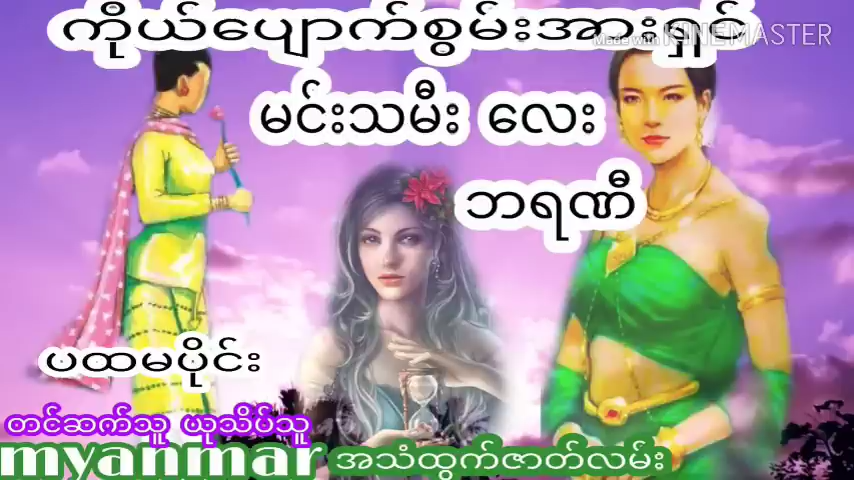 ကိုယ်ပျောက်စွမ်းအားရှင်
Made with KINEMASTER
မင်းသမီး လေး
ဘရဏီ
ပထမပိုင်း
တင်ဆက်သူ ယုသိပ်သူ
myanmar အသံထွက်ဇာတ်လမ်း